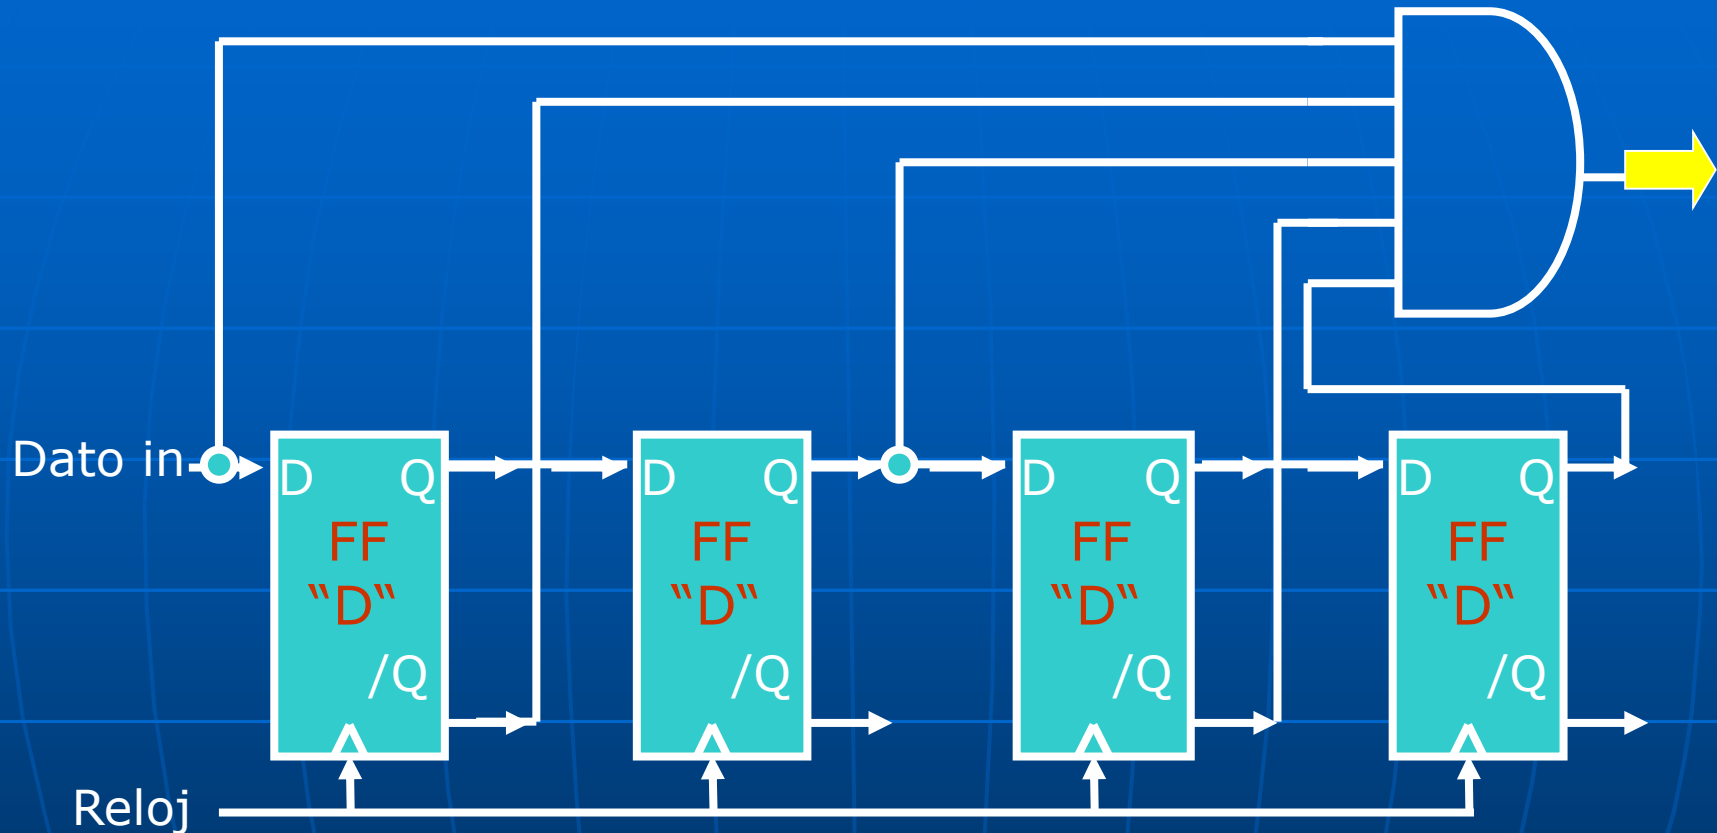 Dato in
D Q
FF
“D“
/Q
D Q
FF
“D“
/Q
D Q
FF
“D“
/Q
D Q
FF
“D“
/Q
Reloj